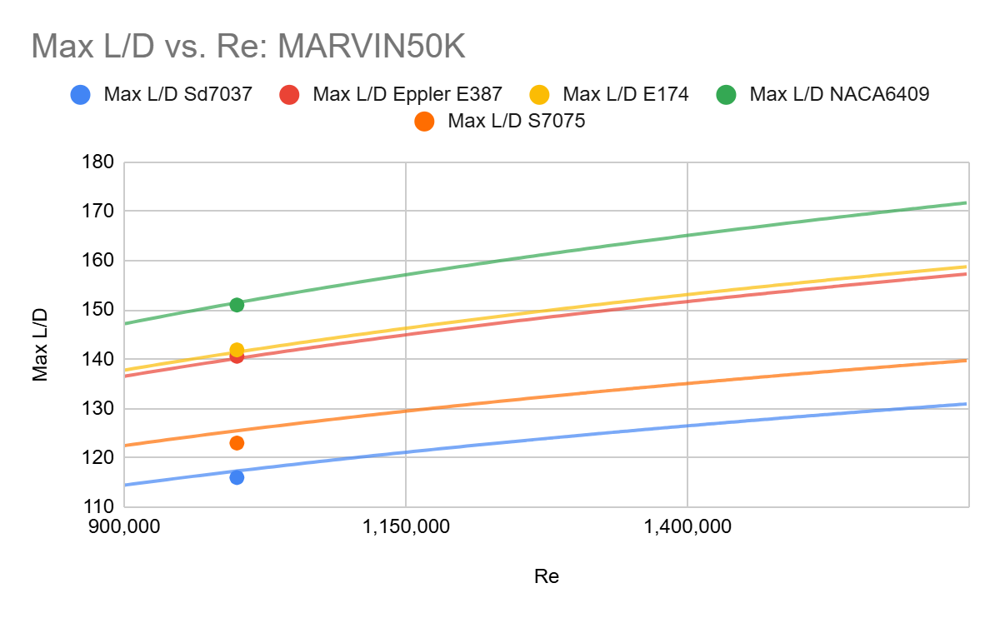 Max L/D vs. Re: MARVIN50K
Max L/D Sd7037 Max L/D Eppler E387 Max L/D E174 Max L/D NACA6409
Max L/D S7075
180
170
160
150
140
130
120
110
Max L/D
900,000 1,150,000 1,400,000
Re